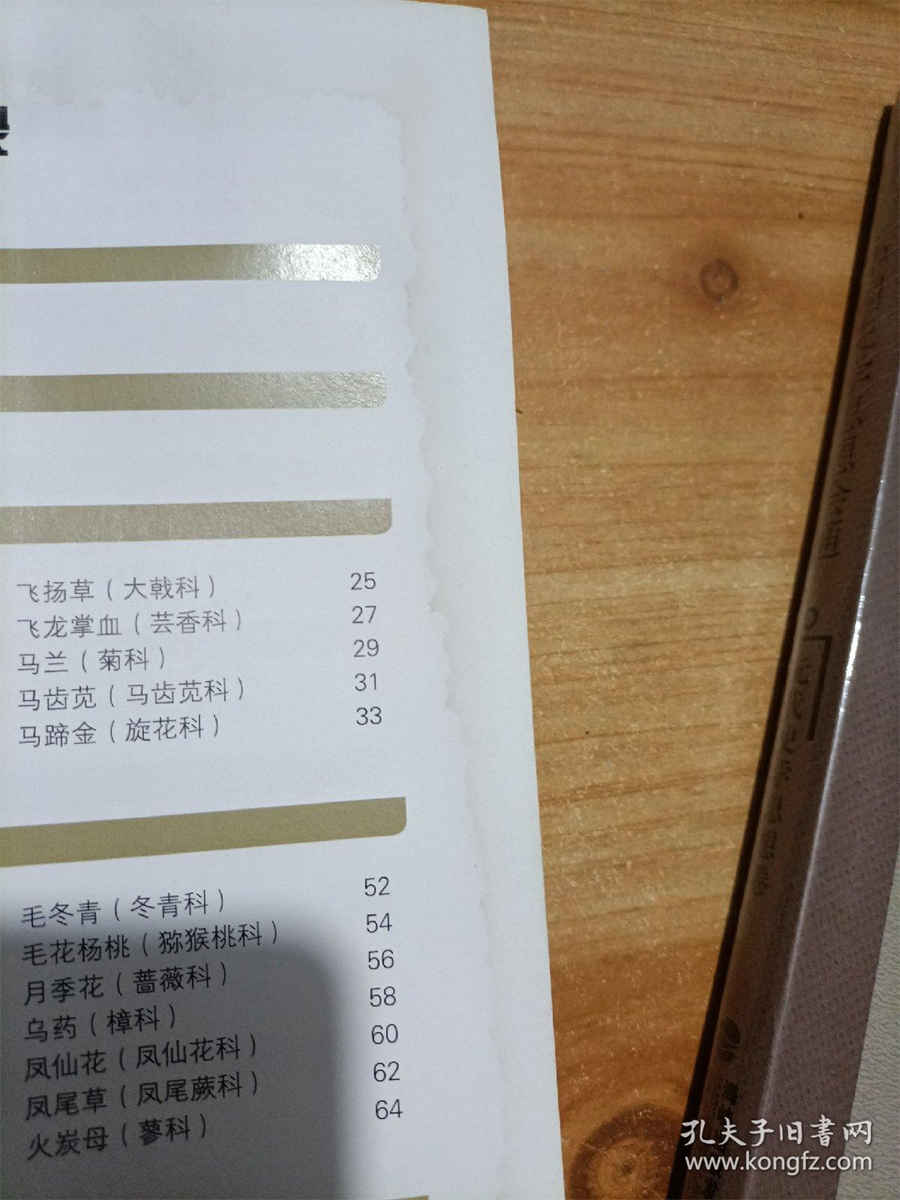 录
飞扬草（大戟科） 25
飞龙掌血（芸香科） 27
马兰（菊科） 29
马齿苋（马齿苋科） 31
马蹄金（旋花科） 33
毛冬青（冬青科） 52
毛花杨桃（猕猴桃科） 54
月季花（蔷薇科） 56
乌药（樟科） 58
凤仙花（凤仙花科） 60
凤尾草（凤尾蕨科） 62
火炭母（蓼科） 64
孔夫子旧书网
www.kongfz.com